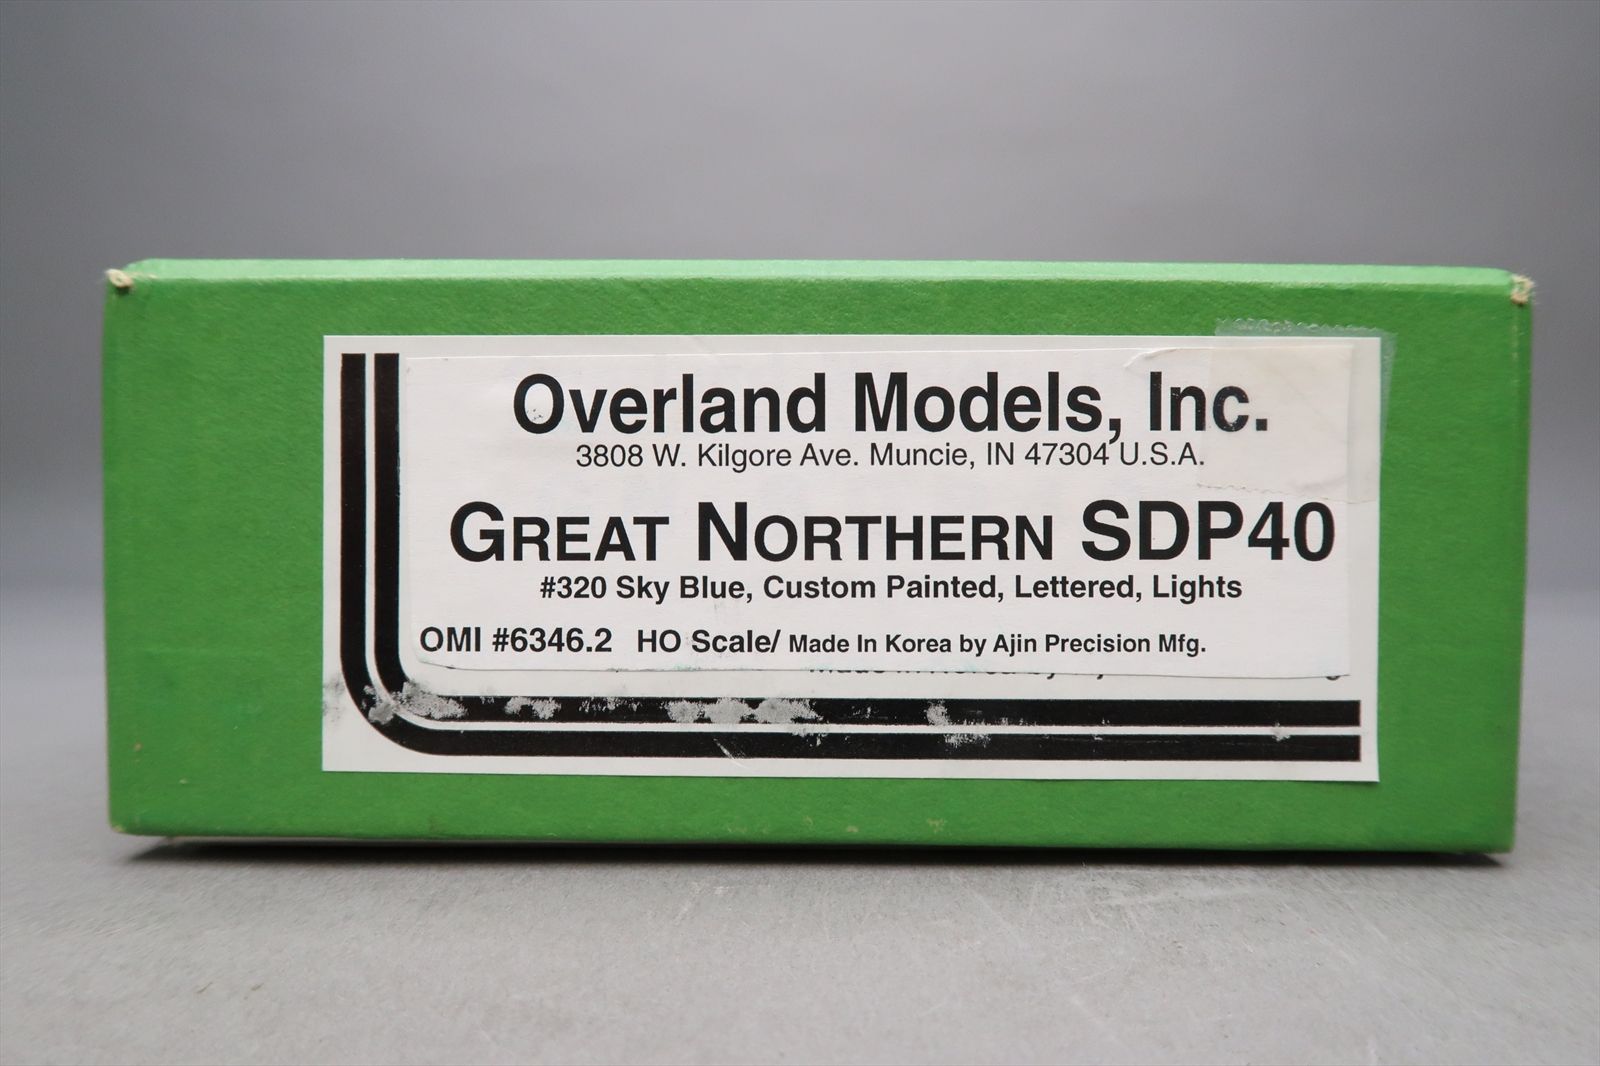 Overland Models, Inc.
3808 W. Kilgore Ave. Muncie, IN 47304 U.S.A.
GREAT NORTHERN SDP40
#320 Sky Blue, Custom Painted, Lettered, Lights
OMI #6346.2 HO Scale/ Made In Korea by Ajin Precision Mfg.